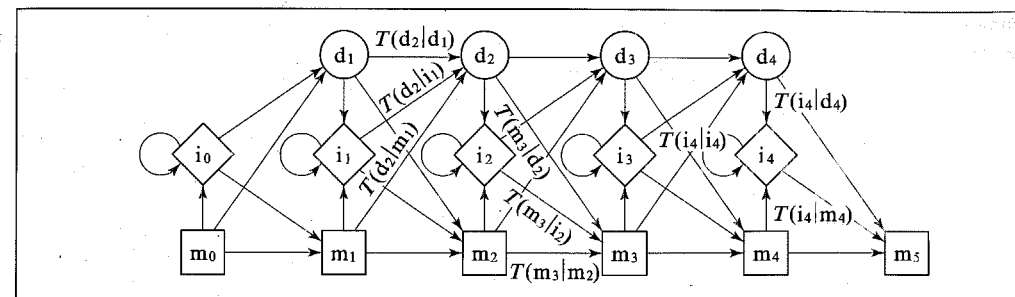 d₁ T(d₂|d₁) d₂ d₃ d₄
T(d₂|i₁) T(i₄|d₄)
T(m₃|d₂) T(i₄|i₄)
i₀ i₁ T(d₂|m₁) i₂ i₃ i₄
T(m₃|i₂) T(i₄|m₄)
m₀ m₁ m₂ m₃ m₄ m₅
T(m₃|m₂)